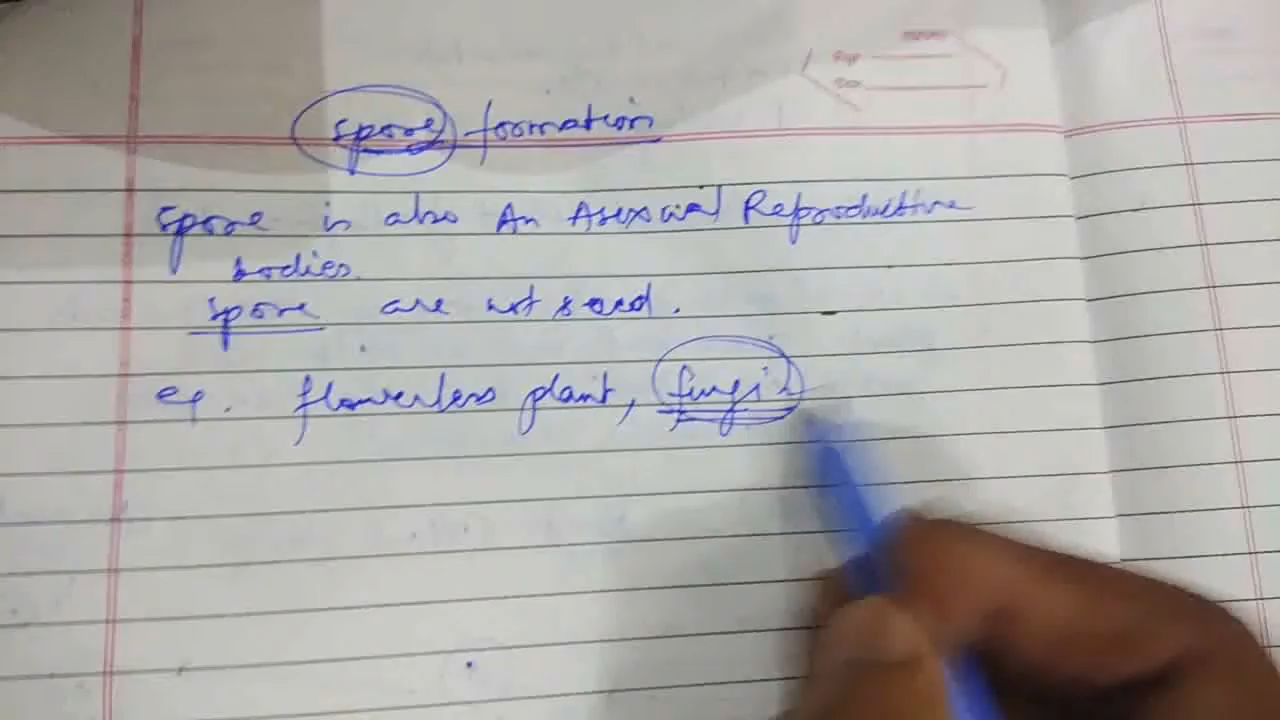 spore formation
spore is also An Asexual Reproductive
bodies.
spore are not seed.
eg. flowerless plant, fungi